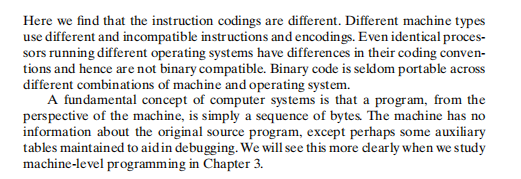 Here we find that the instruction codings are different. Different machine types
use different and incompatible instructions and encodings. Even identical proces-
sors running different operating systems have differences in their coding conven-
tions and hence are not binary compatible. Binary code is seldom portable across
different combinations of machine and operating system.
A fundamental concept of computer systems is that a program, from the
perspective of the machine, is simply a sequence of bytes. The machine has no
information about the original source program, except perhaps some auxiliary
tables maintained to aid in debugging. We will see this more clearly when we study
machine-level programming in Chapter 3.